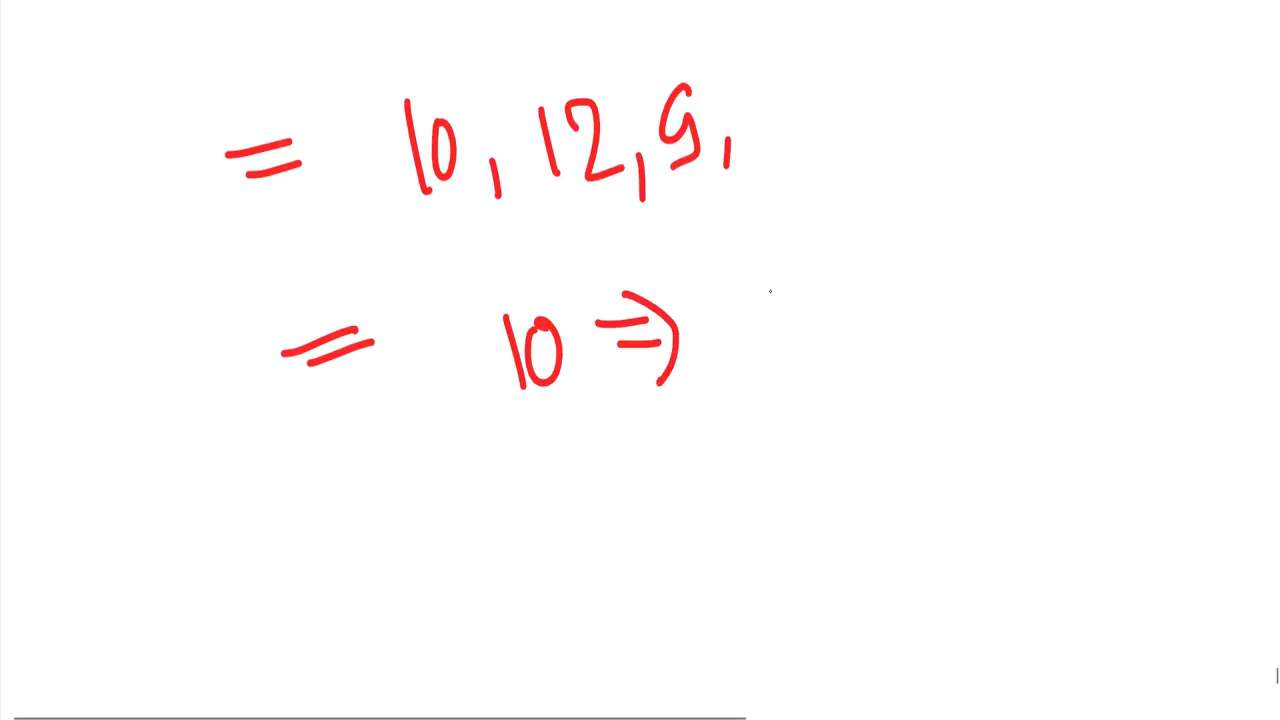 = 10, 12, 9,
= 10 ⇒